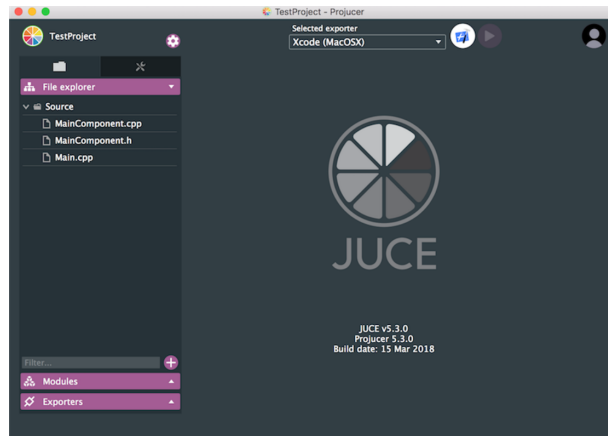 TestProject - Projucer
TestProject
Selected exporter
Xcode (MacOSX)
File explorer
Source
MainComponent.cpp
MainComponent.h
Main.cpp
JUCE
JUCE v5.3.0
Projucer 5.3.0
Build date: 15 Mar 2018
Filter...
Modules
Exporters